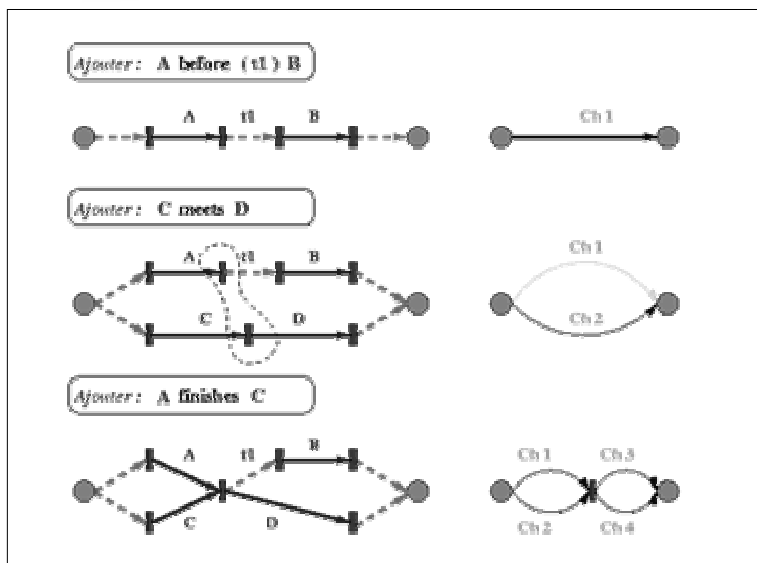 Ajouter: A before (t1) B
A t1 B
Ch 1
Ajouter: C meets D
A t1 B
C D
Ch 1
Ch 2
Ajouter: A finishes C
A t1 B
C D
Ch 1 Ch 3
Ch 2 Ch 4